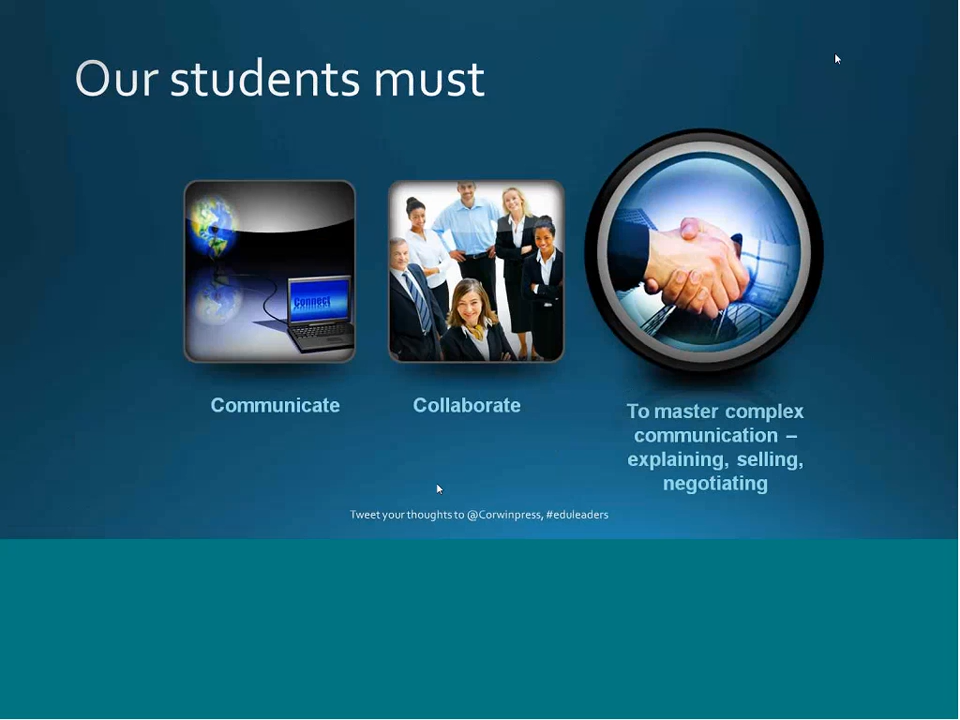 Our students must
Connect
Communicate
Collaborate
To master complex
communication –
explaining, selling,
negotiating
Tweet your thoughts to @Corwinpress, #eduleaders